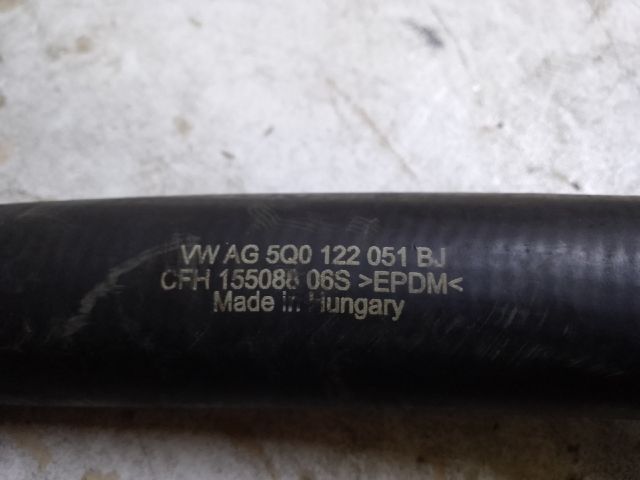 VW AG 5Q0 122 051 BJ
CFH 155088 06S >EPDM<
Made in Hungary